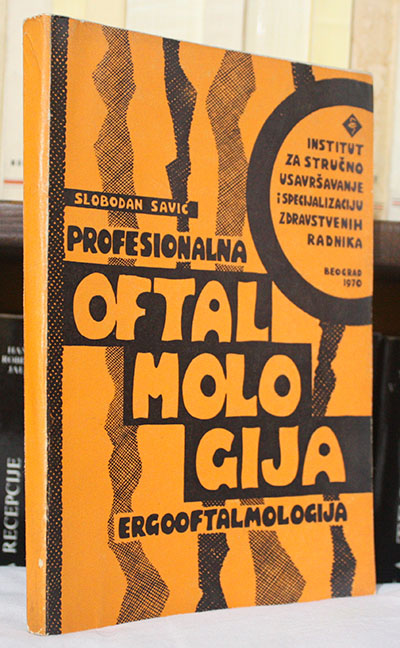 INSTITUT
ZA STRUČNO
USAVRŠAVANJE
I SPECIJALIZACIJU
ZDRAVSTVENIH
RADNIKA
BEOGRAD
1970
SLOBODAN SAVIĆ
PROFESIONALNA
OFTAL
MOLO
GIJA
ERGOOFTALMOLOGIJA
RECEPCIJE